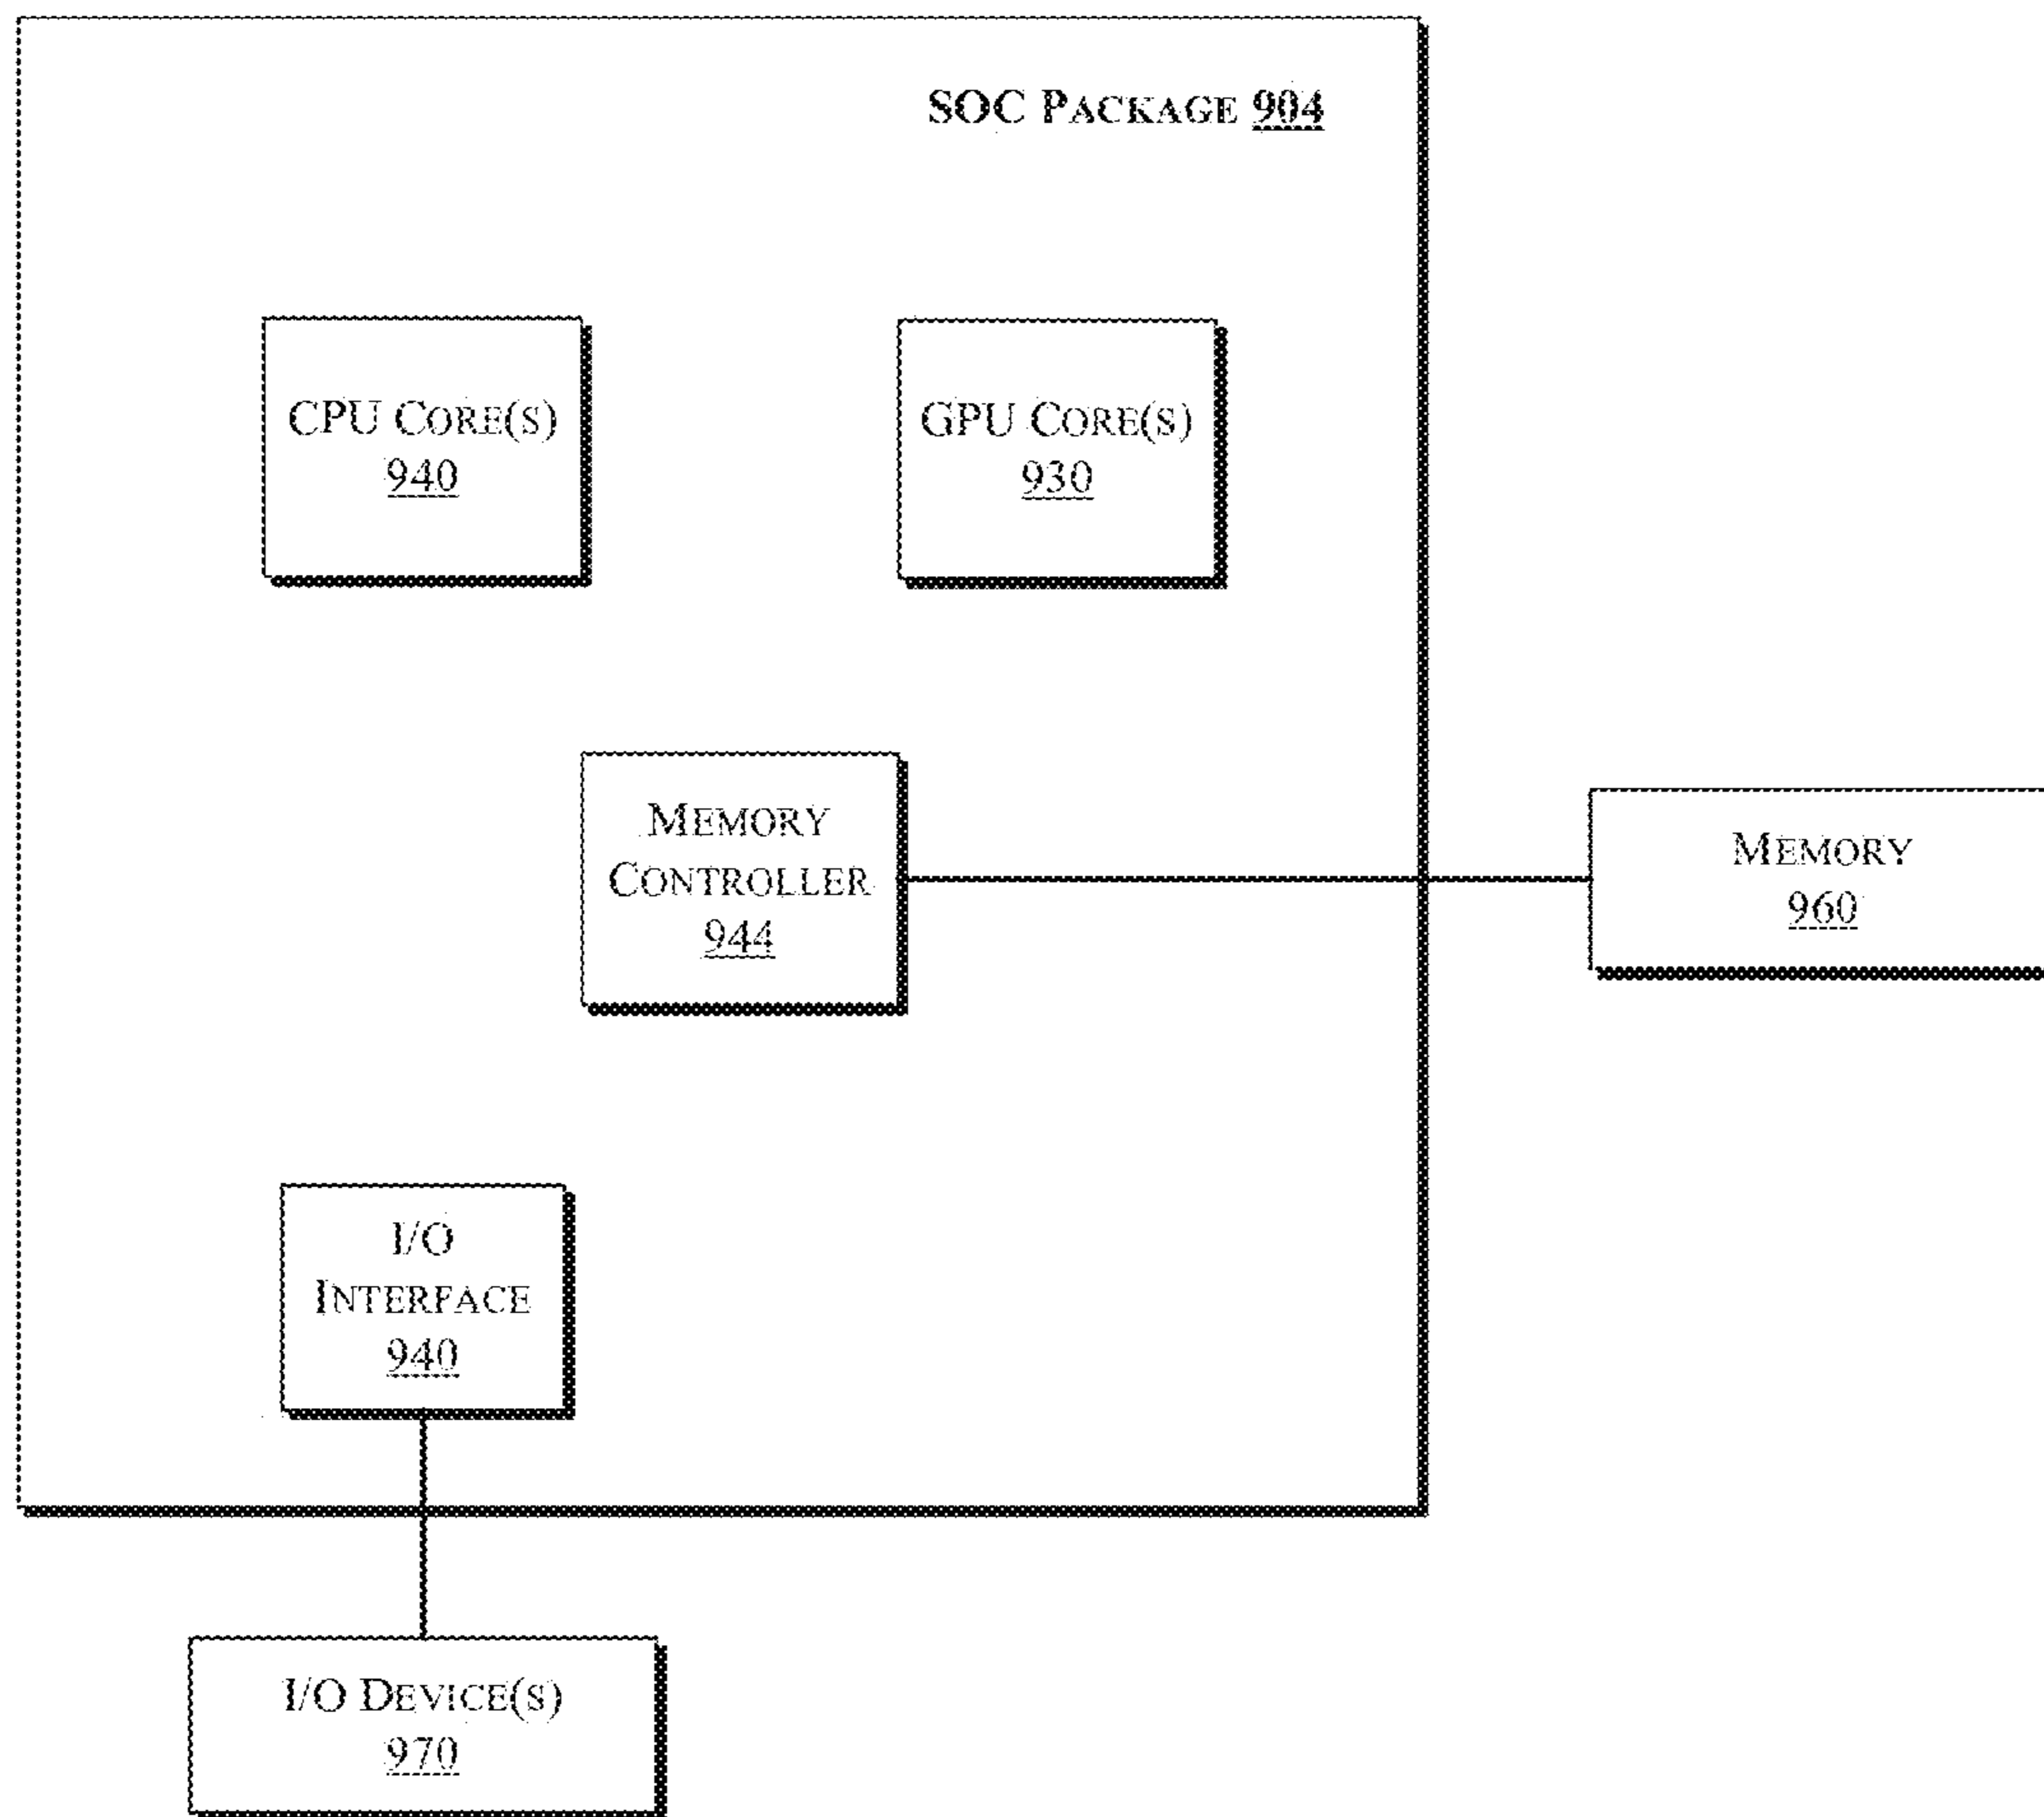 SOC PACKAGE 904
CPU CORE(S)
940
GPU CORE(S)
930
MEMORY
CONTROLLER
944
MEMORY
960
I/O
INTERFACE
940
I/O DEVICE(S)
970